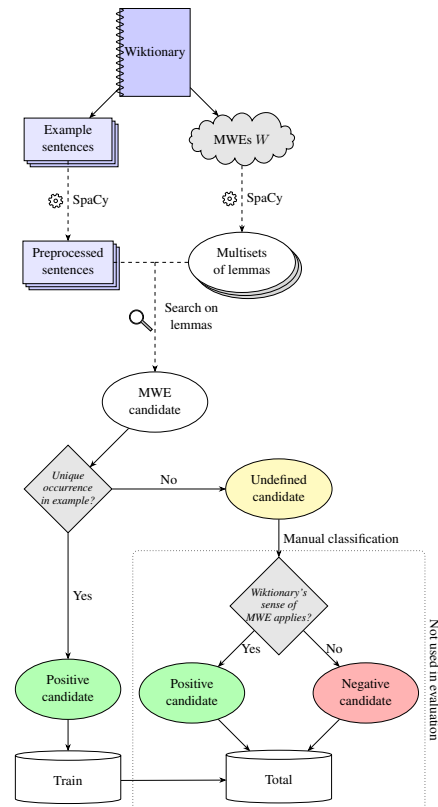 Wiktionary
Example
sentences
MWEs W
SpaCy
SpaCy
Preprocessed
sentences
Multisets
of lemmas
Search on
lemmas
MWE
candidate
Unique
occurrence
in example?
No
Undefined
candidate
Manual classification
Yes
Wiktionary's
sense of
MWE applies?
Yes
No
Not used in evaluation
Positive
candidate
Positive
candidate
Negative
candidate
Train
Total